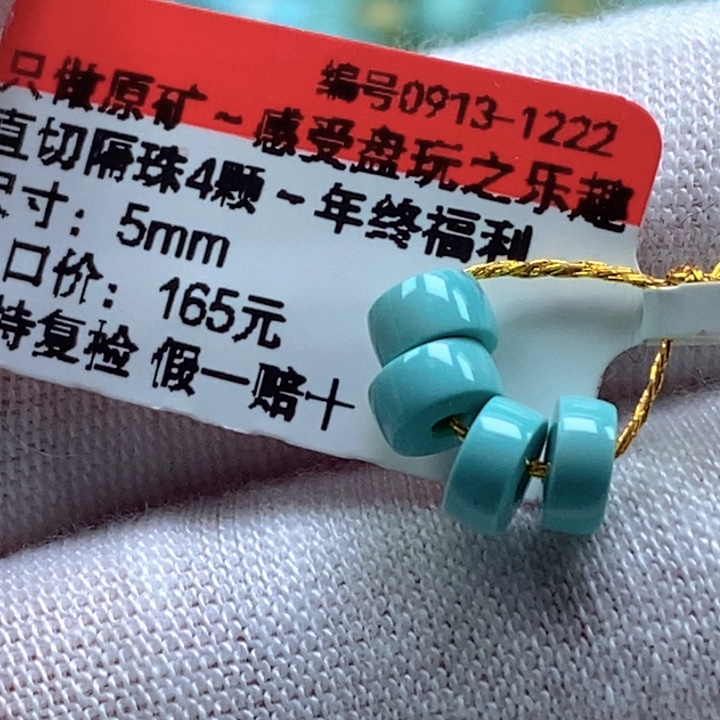 编号0913-1222
只做原矿~感受盘玩之乐趣
直切隔珠4颗~年终福利
尺寸：5mm
口价：165元
持复检 假一赔十